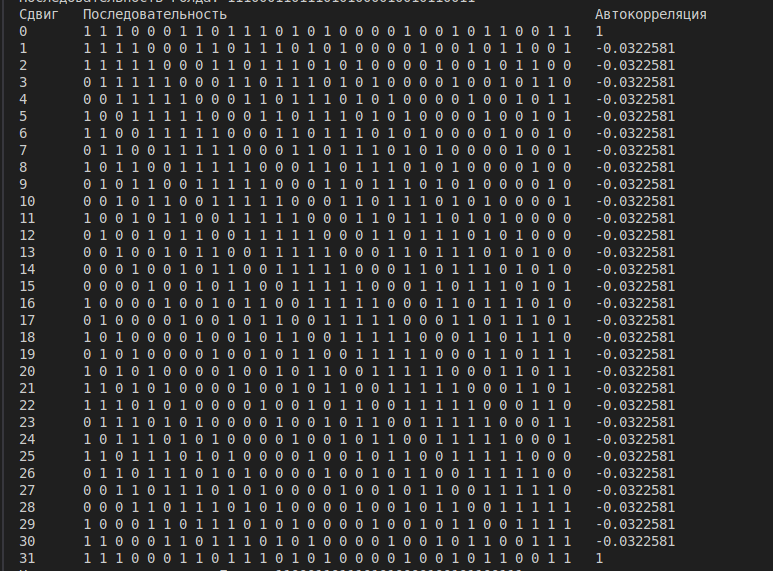 Сдвиг Последовательность Автокорреляция
0 1 1 1 0 0 0 1 1 0 1 1 1 0 1 0 1 0 0 0 0 1 0 0 1 0 1 1 0 0 1 1 1
1 1 1 1 1 0 0 0 1 1 0 1 1 1 0 1 0 1 0 0 0 0 1 0 0 1 0 1 1 0 0 1 -0.0322581
2 1 1 1 1 1 0 0 0 1 1 0 1 1 1 0 1 0 1 0 0 0 0 1 0 0 1 0 1 1 0 0 -0.0322581
3 0 1 1 1 1 1 0 0 0 1 1 0 1 1 1 0 1 0 1 0 0 0 0 1 0 0 1 0 1 1 0 -0.0322581
4 0 0 1 1 1 1 1 0 0 0 1 1 0 1 1 1 0 1 0 1 0 0 0 0 1 0 0 1 0 1 1 -0.0322581
5 1 0 0 1 1 1 1 1 0 0 0 1 1 0 1 1 1 0 1 0 1 0 0 0 0 1 0 0 1 0 1 -0.0322581
6 1 1 0 0 1 1 1 1 1 0 0 0 1 1 0 1 1 1 0 1 0 1 0 0 0 0 1 0 0 1 0 -0.0322581
7 0 1 1 0 0 1 1 1 1 1 0 0 0 1 1 0 1 1 1 0 1 0 1 0 0 0 0 1 0 0 1 -0.0322581
8 1 0 1 1 0 0 1 1 1 1 1 0 0 0 1 1 0 1 1 1 0 1 0 1 0 0 0 0 1 0 0 -0.0322581
9 0 1 0 1 1 0 0 1 1 1 1 1 0 0 0 1 1 0 1 1 1 0 1 0 1 0 0 0 0 1 0 -0.0322581
10 0 0 1 0 1 1 0 0 1 1 1 1 1 0 0 0 1 1 0 1 1 1 0 1 0 1 0 0 0 0 1 -0.0322581
11 1 0 0 1 0 1 1 0 0 1 1 1 1 1 0 0 0 1 1 0 1 1 1 0 1 0 1 0 0 0 0 -0.0322581
12 0 1 0 0 1 0 1 1 0 0 1 1 1 1 1 0 0 0 1 1 0 1 1 1 0 1 0 1 0 0 0 -0.0322581
13 0 0 1 0 0 1 0 1 1 0 0 1 1 1 1 1 0 0 0 1 1 0 1 1 1 0 1 0 1 0 0 -0.0322581
14 0 0 0 1 0 0 1 0 1 1 0 0 1 1 1 1 1 0 0 0 1 1 0 1 1 1 0 1 0 1 0 -0.0322581
15 0 0 0 0 1 0 0 1 0 1 1 0 0 1 1 1 1 1 0 0 0 1 1 0 1 1 1 0 1 0 1 -0.0322581
16 1 0 0 0 0 1 0 0 1 0 1 1 0 0 1 1 1 1 1 0 0 0 1 1 0 1 1 1 0 1 0 -0.0322581
17 0 1 0 0 0 0 1 0 0 1 0 1 1 0 0 1 1 1 1 1 0 0 0 1 1 0 1 1 1 0 1 -0.0322581
18 1 0 1 0 0 0 0 1 0 0 1 0 1 1 0 0 1 1 1 1 1 0 0 0 1 1 0 1 1 1 0 -0.0322581
19 0 1 0 1 0 0 0 0 1 0 0 1 0 1 1 0 0 1 1 1 1 1 0 0 0 1 1 0 1 1 1 -0.0322581
20 1 0 1 0 1 0 0 0 0 1 0 0 1 0 1 1 0 0 1 1 1 1 1 0 0 0 1 1 0 1 1 -0.0322581
21 1 1 0 1 0 1 0 0 0 0 1 0 0 1 0 1 1 0 0 1 1 1 1 1 0 0 0 1 1 0 1 -0.0322581
22 1 1 1 0 1 0 1 0 0 0 0 1 0 0 1 0 1 1 0 0 1 1 1 1 1 0 0 0 1 1 0 -0.0322581
23 0 1 1 1 0 1 0 1 0 0 0 0 1 0 0 1 0 1 1 0 0 1 1 1 1 1 0 0 0 1 1 -0.0322581
24 1 0 1 1 1 0 1 0 1 0 0 0 0 1 0 0 1 0 1 1 0 0 1 1 1 1 1 0 0 0 1 -0.0322581
25 1 1 0 1 1 1 0 1 0 1 0 0 0 0 1 0 0 1 0 1 1 0 0 1 1 1 1 1 0 0 0 -0.0322581
26 0 1 1 0 1 1 1 0 1 0 1 0 0 0 0 1 0 0 1 0 1 1 0 0 1 1 1 1 1 0 0 -0.0322581
27 0 0 1 1 0 1 1 1 0 1 0 1 0 0 0 0 1 0 0 1 0 1 1 0 0 1 1 1 1 1 0 -0.0322581
28 0 0 0 1 1 0 1 1 1 0 1 0 1 0 0 0 0 1 0 0 1 0 1 1 0 0 1 1 1 1 1 -0.0322581
29 1 0 0 0 1 1 0 1 1 1 0 1 0 1 0 0 0 0 1 0 0 1 0 1 1 0 0 1 1 1 1 -0.0322581
30 1 1 0 0 0 1 1 0 1 1 1 0 1 0 1 0 0 0 0 1 0 0 1 0 1 1 0 0 1 1 1 -0.0322581
31 1 1 1 0 0 0 1 1 0 1 1 1 0 1 0 1 0 0 0 0 1 0 0 1 0 1 1 0 0 1 1 1